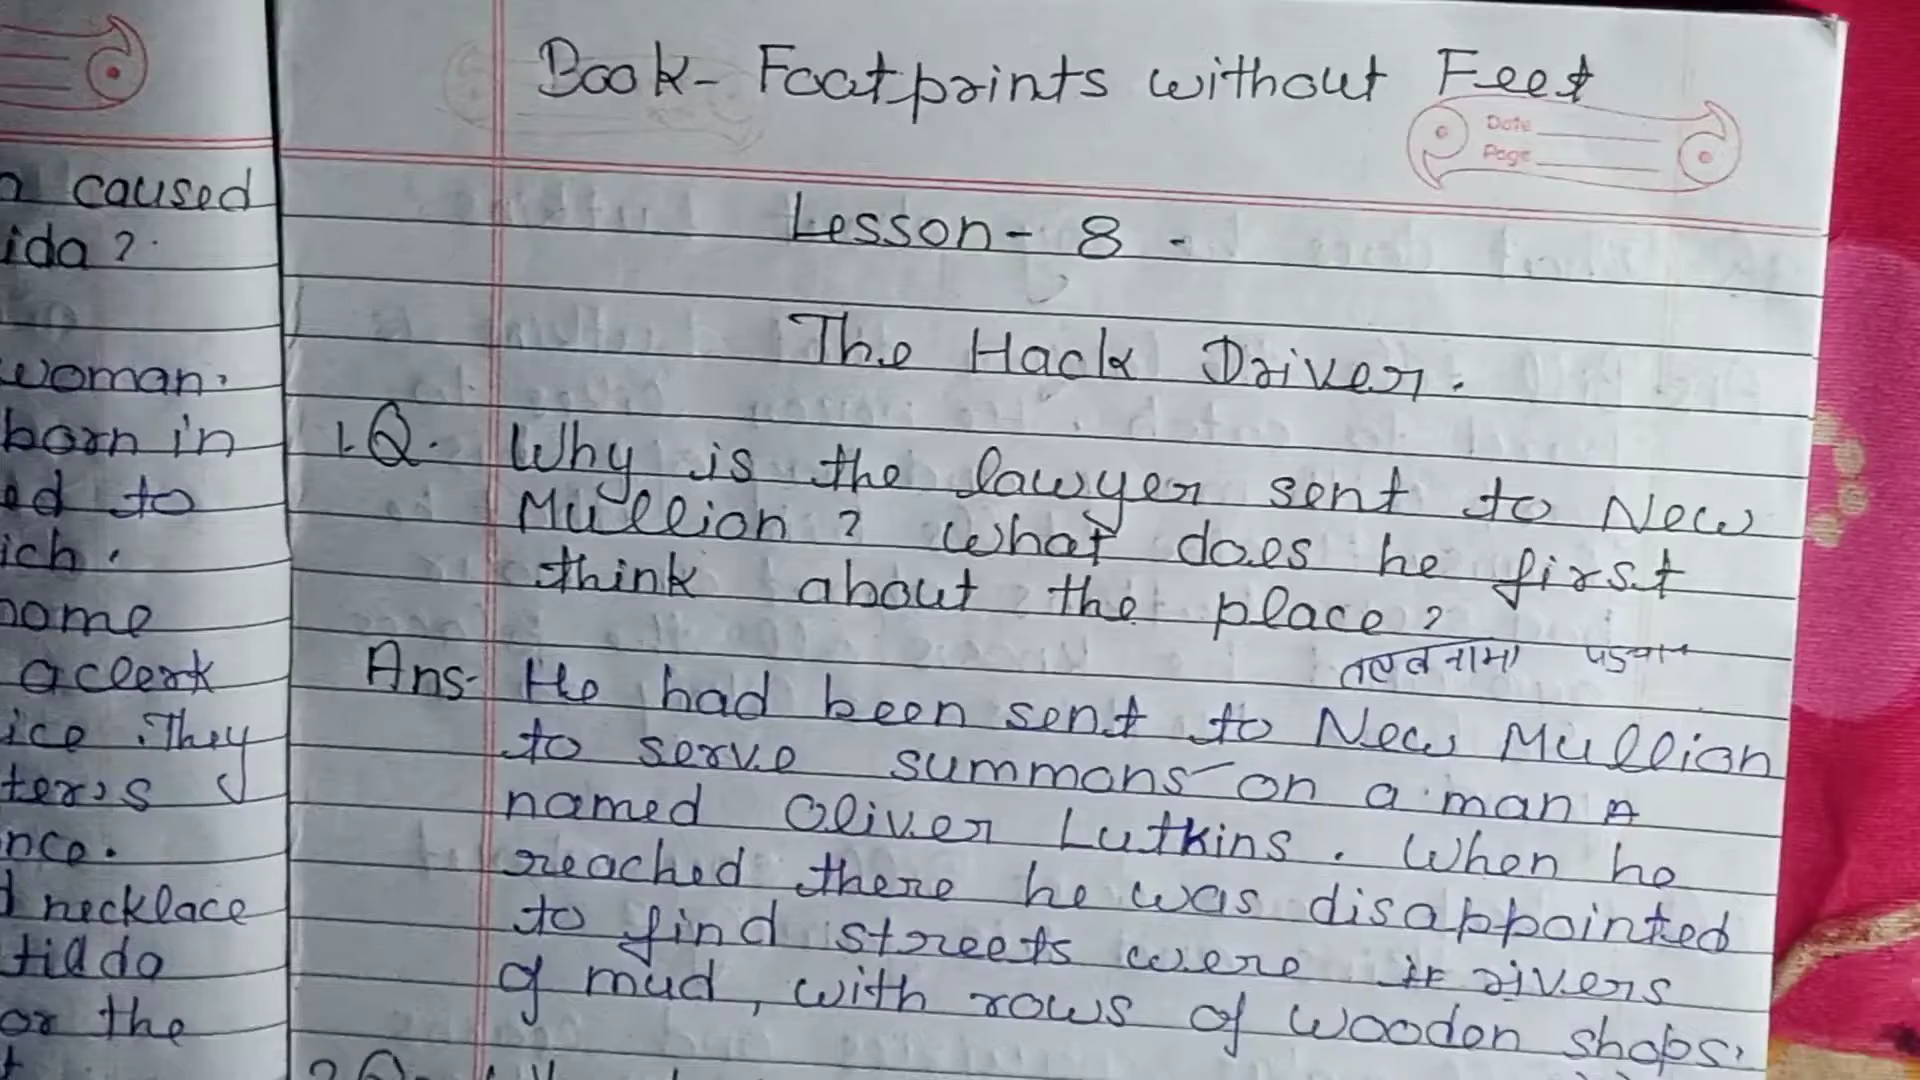 Book- Footprints without Feet
Date
Page
Lesson- 8 -
The Hack Driver.
1.Q. Why is the lawyer sent to New
Mullion? What does he first
think about the place?
Ans- He had been sent to New Mullion
to serve summons on a man
named Oliver Lutkins. When he
reached there he was disappointed
to find streets were rivers
of mud, with rows of wooden shops.
2Q.
caused
ida?
woman.
born in
ed to
ich.
name
a clerk
ice. They
ter's
nce.
d necklace
tilda
or the